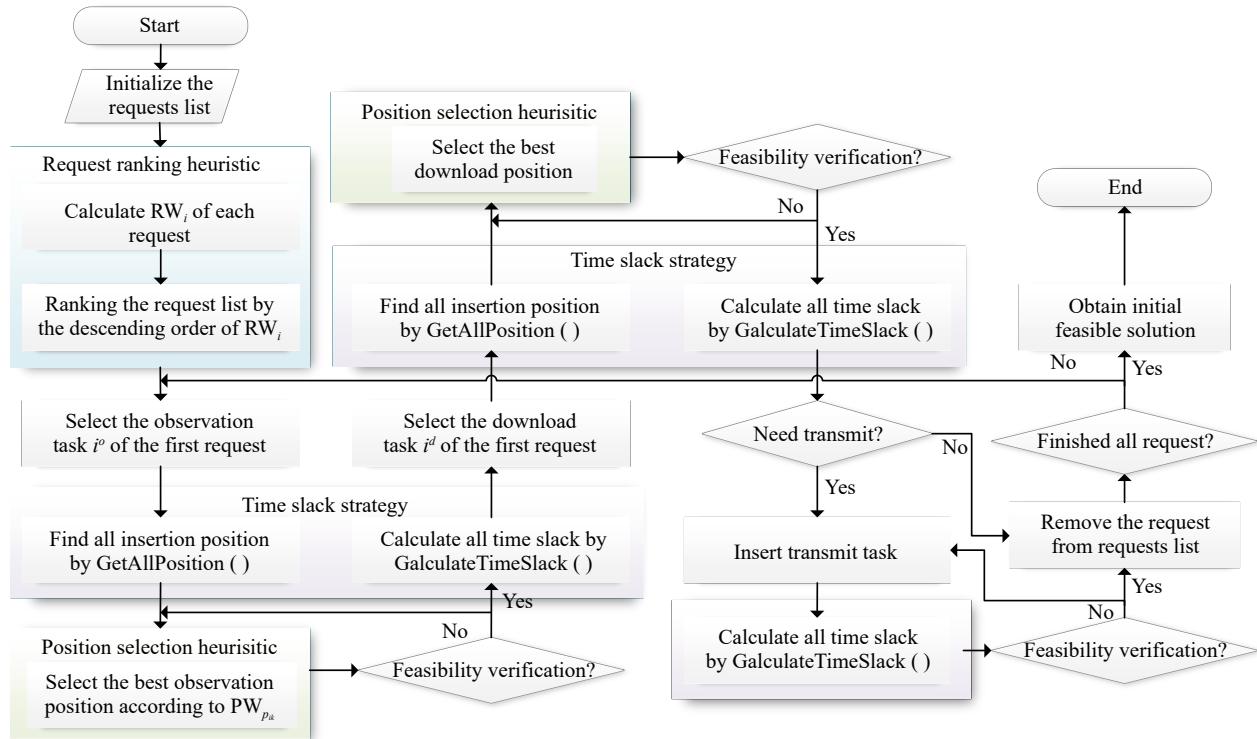 Start
Initialize the
requests list
Request ranking heuristic
Calculate RWi of each
request
Ranking the request list by
the descending order of RWi
Select the observation
task i^o of the first request
Time slack strategy
Find all insertion position
by GetAllPosition ( )
Position selection heurisitic
Select the best observation
position according to PW_{p_{ik}}
Feasibility verification?
No
Yes
Calculate all time slack by
GalculateTimeSlack ( )
Select the download
task i^d of the first request
Time slack strategy
Find all insertion position
by GetAllPosition ( )
Position selection heurisitic
Select the best
download position
Feasibility verification?
No
Yes
Calculate all time slack
by GalculateTimeSlack ( )
Need transmit?
No
Yes
Insert transmit task
Calculate all time slack
by GalculateTimeSlack ( )
Feasibility verification?
No
Yes
Remove the request
from requests list
Finished all request?
No
Yes
Obtain initial
feasible solution
End